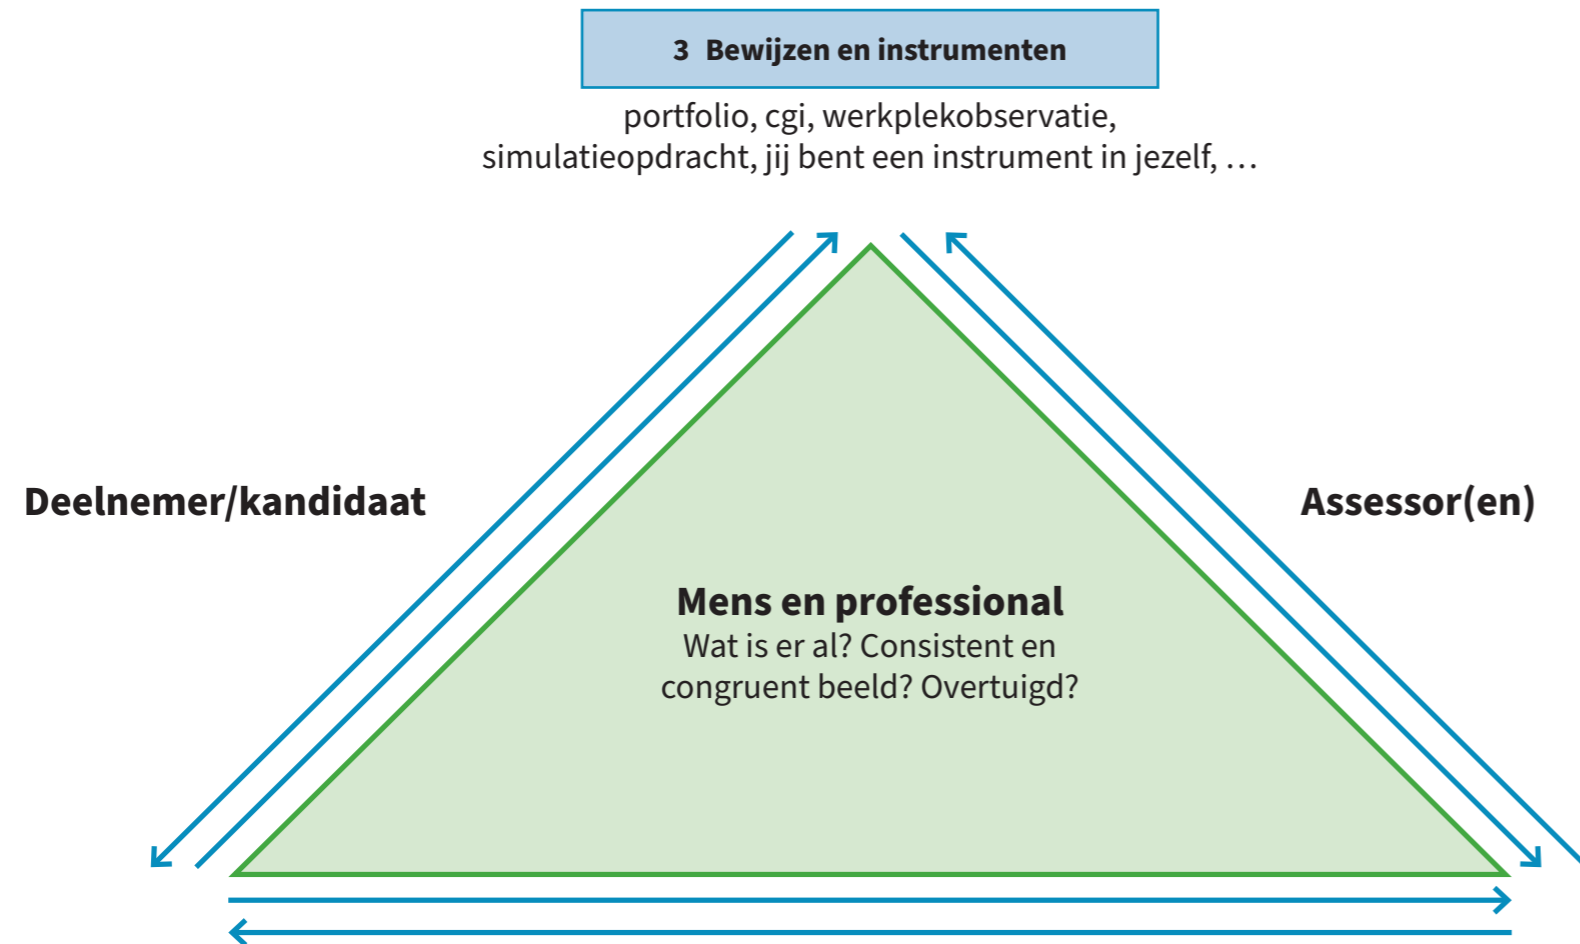 3 Bewijzen en instrumenten
portfolio, cgi, werkplekobservatie,
simulatieopdracht, jij bent een instrument in jezelf, …
Deelnemer/kandidaat
Assessor(en)
Mens en professional
Wat is er al? Consistent en
congruent beeld? Overtuigd?